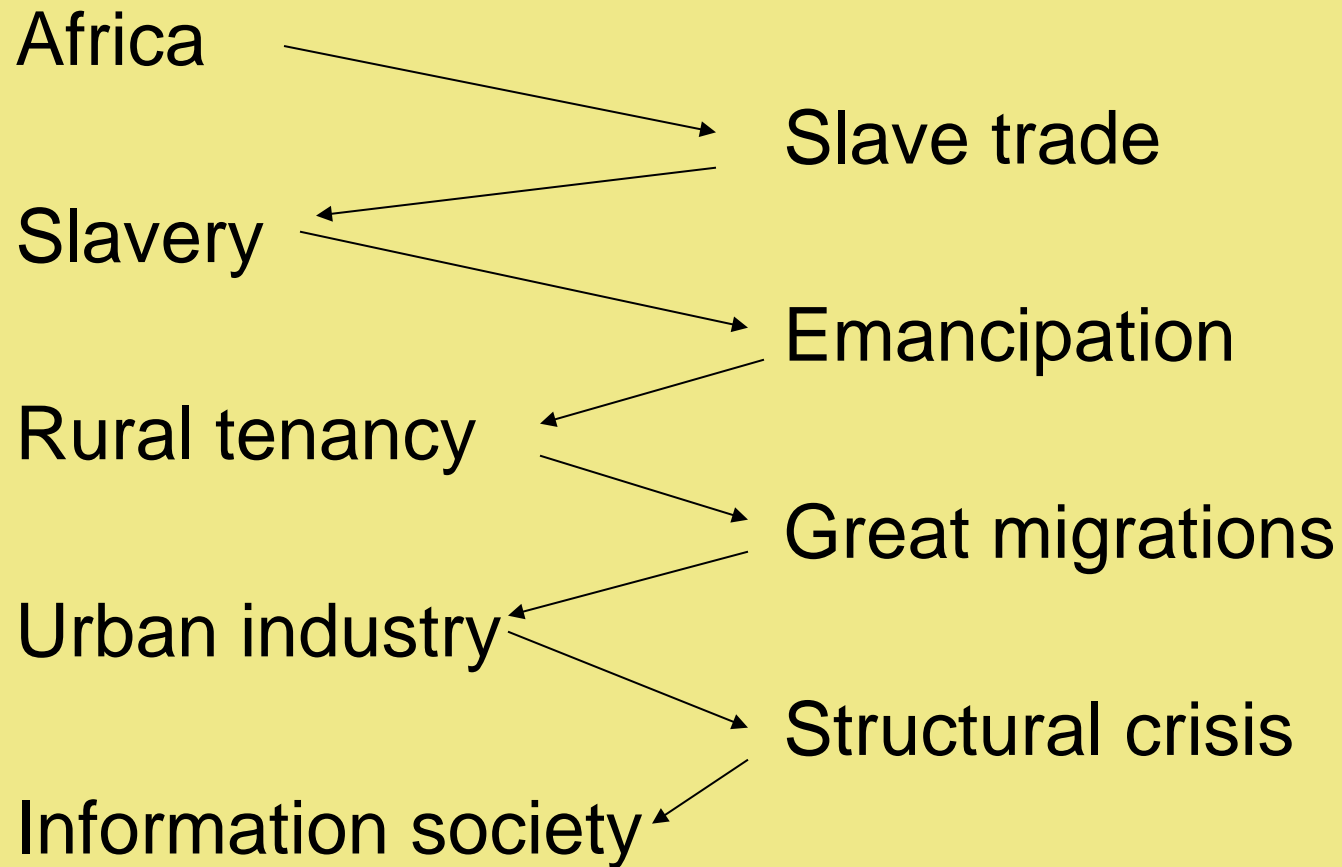 Africa
Slave trade
Slavery
Emancipation
Rural tenancy
Great migrations
Urban industry
Structural crisis
Information society